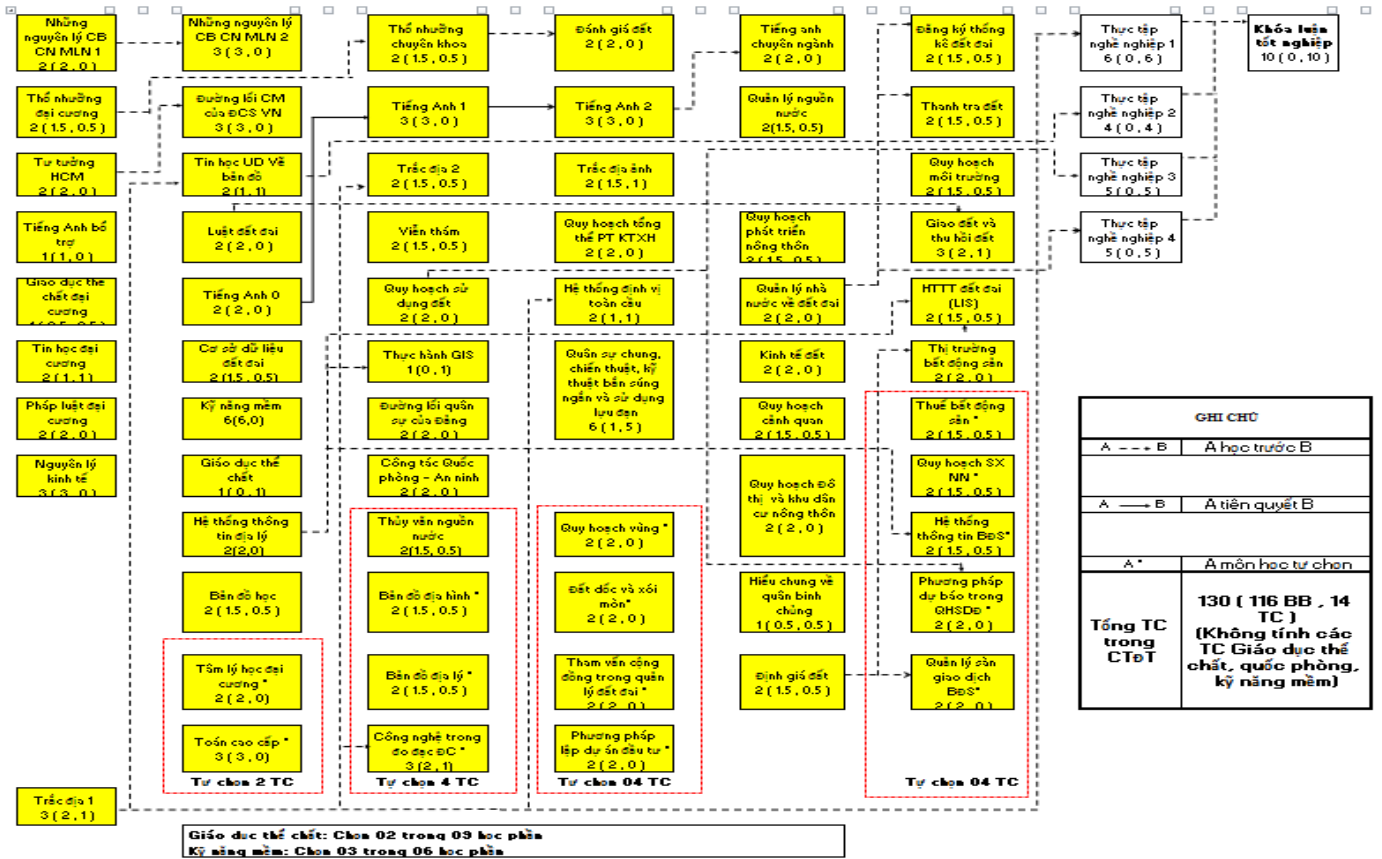 Những
nguyên lý CB
CN MLN 1
2(2,0)
Thổ nhưỡng
đại cương
2(1.5,0.5)
Tư tưởng
HCM
2(2,0)
Tiếng Anh bổ
trợ
1(1,0)
Giáo dục thể
chất đại
cương
1(0.5,0.5)
Tin học đại
cương
2(1,1)
Pháp luật đại
cương
2(2,0)
Nguyên lý
kinh tế
3(3,0)
Trắc địa 1
3(2,1)
Những nguyên lý
CB CN MLN 2
3(3,0)
Đường lối CM
của ĐCS VN
3(3,0)
Tin học UD Vẽ
bản đồ
2(1,1)
Luật đất đai
2(2,0)
Tiếng Anh 0
2(2,0)
Cơ sở dữ liệu
đất đai
2(1.5,0.5)
Kỹ năng mềm
6(6,0)
Giáo dục thể
chất
1(0,1)
Hệ thống thông
tin địa lý
2(2,0)
Bản đồ học
2(1.5,0.5)
Tâm lý học đại
cương *
2(2,0)
Toán cao cấp *
3(3,0)
Tự chọn 2 TC
Thổ nhưỡng
chuyên khoa
2(1.5,0.5)
Tiếng Anh 1
3(3,0)
Trắc địa 2
2(1.5,0.5)
Viễn thám
2(1.5,0.5)
Quy hoạch sử
dụng đất
2(2,0)
Thực hành GIS
1(0,1)
Đường lối quân
sự của Đảng
2(2,0)
Công tác Quốc
phòng - An ninh
2(2,0)
Thủy văn nguồn
nước
2(1.5,0.5)
Bản đồ địa hình *
2(1.5,0.5)
Bản đồ địa lý *
2(1.5,0.5)
Công nghệ trong
đo đạc ĐC *
3(2,1)
Tự chọn 4 TC
Đánh giá đất
2(2,0)
Tiếng Anh 2
3(3,0)
Trắc địa ảnh
2(1.5,1)
Quy hoạch tổng
thể PT KTXH
2(2,0)
Hệ thống định vị
toàn cầu
2(1,1)
Quân sự chung,
chiến thuật, kỹ
thuật bắn súng
ngắn và sử dụng
lựu đạn
6(1,5)
Quy hoạch vùng *
2(2,0)
Đất dốc và xói
mòn*
2(2,0)
Tham vấn cộng
đồng trong quản
lý đất đai *
2(2,0)
Phương pháp
lập dự án đầu tư *
2(2,0)
Tự chọn 04 TC
Tiếng anh
chuyên ngành
2(2,0)
Quản lý nguồn
nước
2(1.5,0.5)
Quy hoạch
phát triển
nông thôn
2(1.5,0.5)
Quản lý nhà
nước về đất đai
2(2,0)
Kinh tế đất
2(2,0)
Quy hoạch
cảnh quan
2(1.5,0.5)
Quy hoạch Đô
thị và khu dân
cư nông thôn
2(2,0)
Hiểu chung về
quân binh
chủng
1(0.5,0.5)
Định giá đất
2(1.5,0.5)
Đăng ký thống
kê đất đai
2(1.5,0.5)
Thanh tra đất
2(1.5,0.5)
Quy hoạch
môi trường
2(1.5,0.5)
Giao đất và
thu hồi đất
3(2,1)
HTTT đất đai
(LIS)
2(1.5,0.5)
Thị trường
bất động sản
2(2,0)
Thuế bất động
sản *
2(1.5,0.5)
Quy hoạch SX
NN *
2(1.5,0.5)
Hệ
thống
thông tin BĐS*
2(1.5,0.5)
Phương pháp
dự báo trong
QHSDĐ *
2(2,0)
Quản lý sàn
giao dịch
BĐS*
2(2,0)
Tự chọn 04 TC
Thực tập
nghề nghiệp 1
6(0,6)
Thực tập
nghề nghiệp 2
4(0,4)
Thực tập
nghề nghiệp 3
5(0,5)
Thực tập
nghề nghiệp 4
5(0,5)
Khóa luận
tốt nghiệp
10(0,10)
GHI CHÚ
A B A học trước B
A B A tiên quyết B
A * A môn học tự chọn
Tổng TC
trong
CTĐT
130 ( 116 BB , 14
TC )
(Không tính các
TC Giáo dục thể
chất, quốc phòng,
kỹ năng mềm)
Giáo dục thể chất: Chọn 02 trong 09 học phần
Kỹ năng mềm: Chọn 03 trong 06 học phần